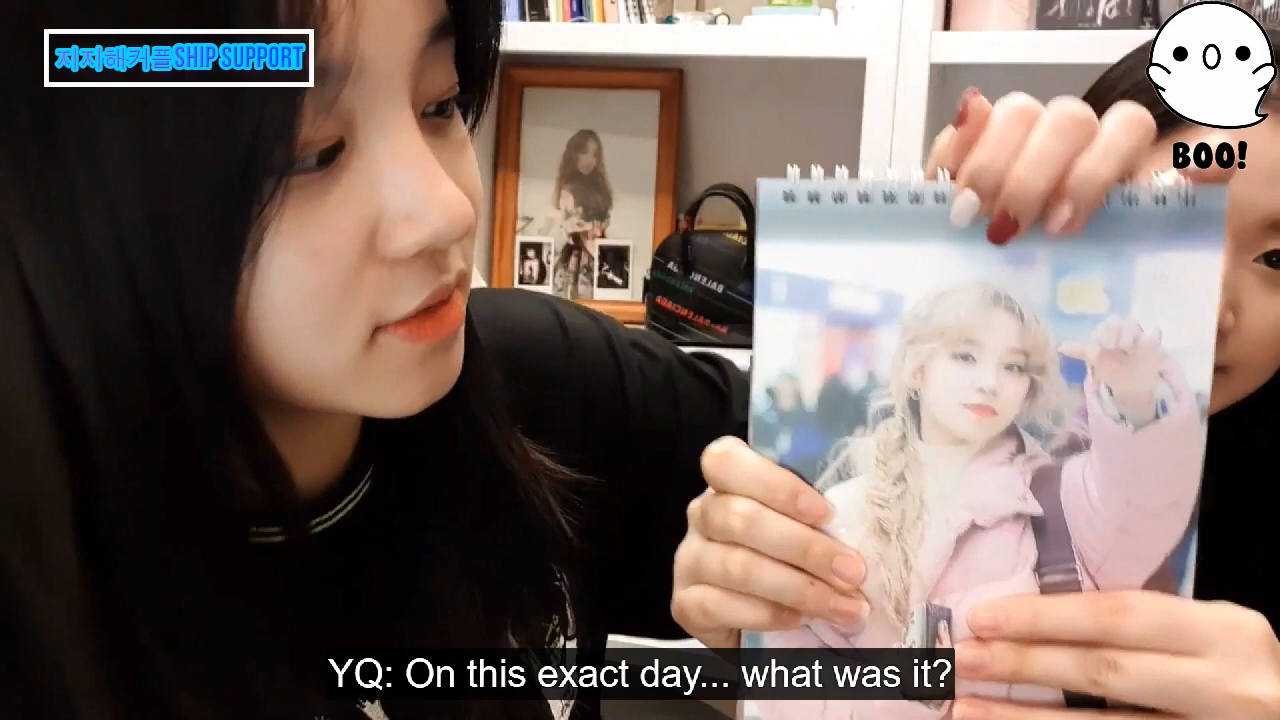 지지해커플SHIP SUPPORT
BOO!
YQ: On this exact day... what was it?